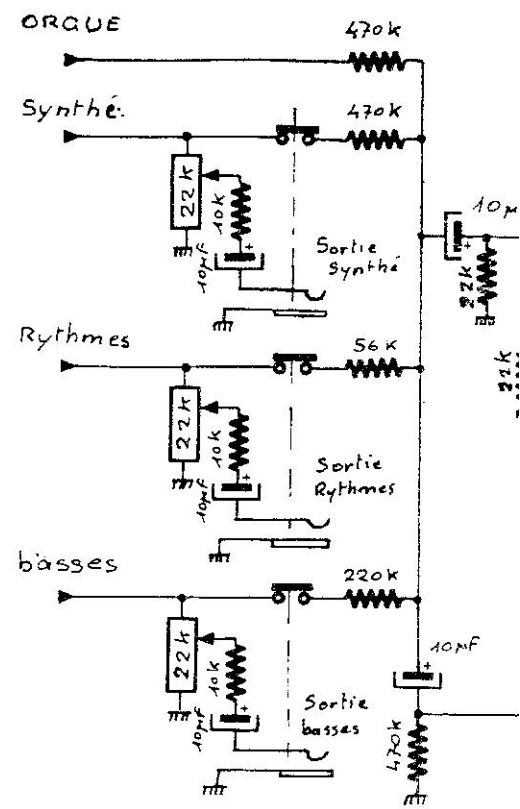 ORGUE
470k
Synthé.
470k
22k
10k
10µF
+
Sortie
Synthé
10µ
+
22k
22k
Rythmes
56k
22k
10k
10µF
+
Sortie
Rythmes
basses
220k
22k
10k
10µF
+
Sortie
basses
10µF
+
470k